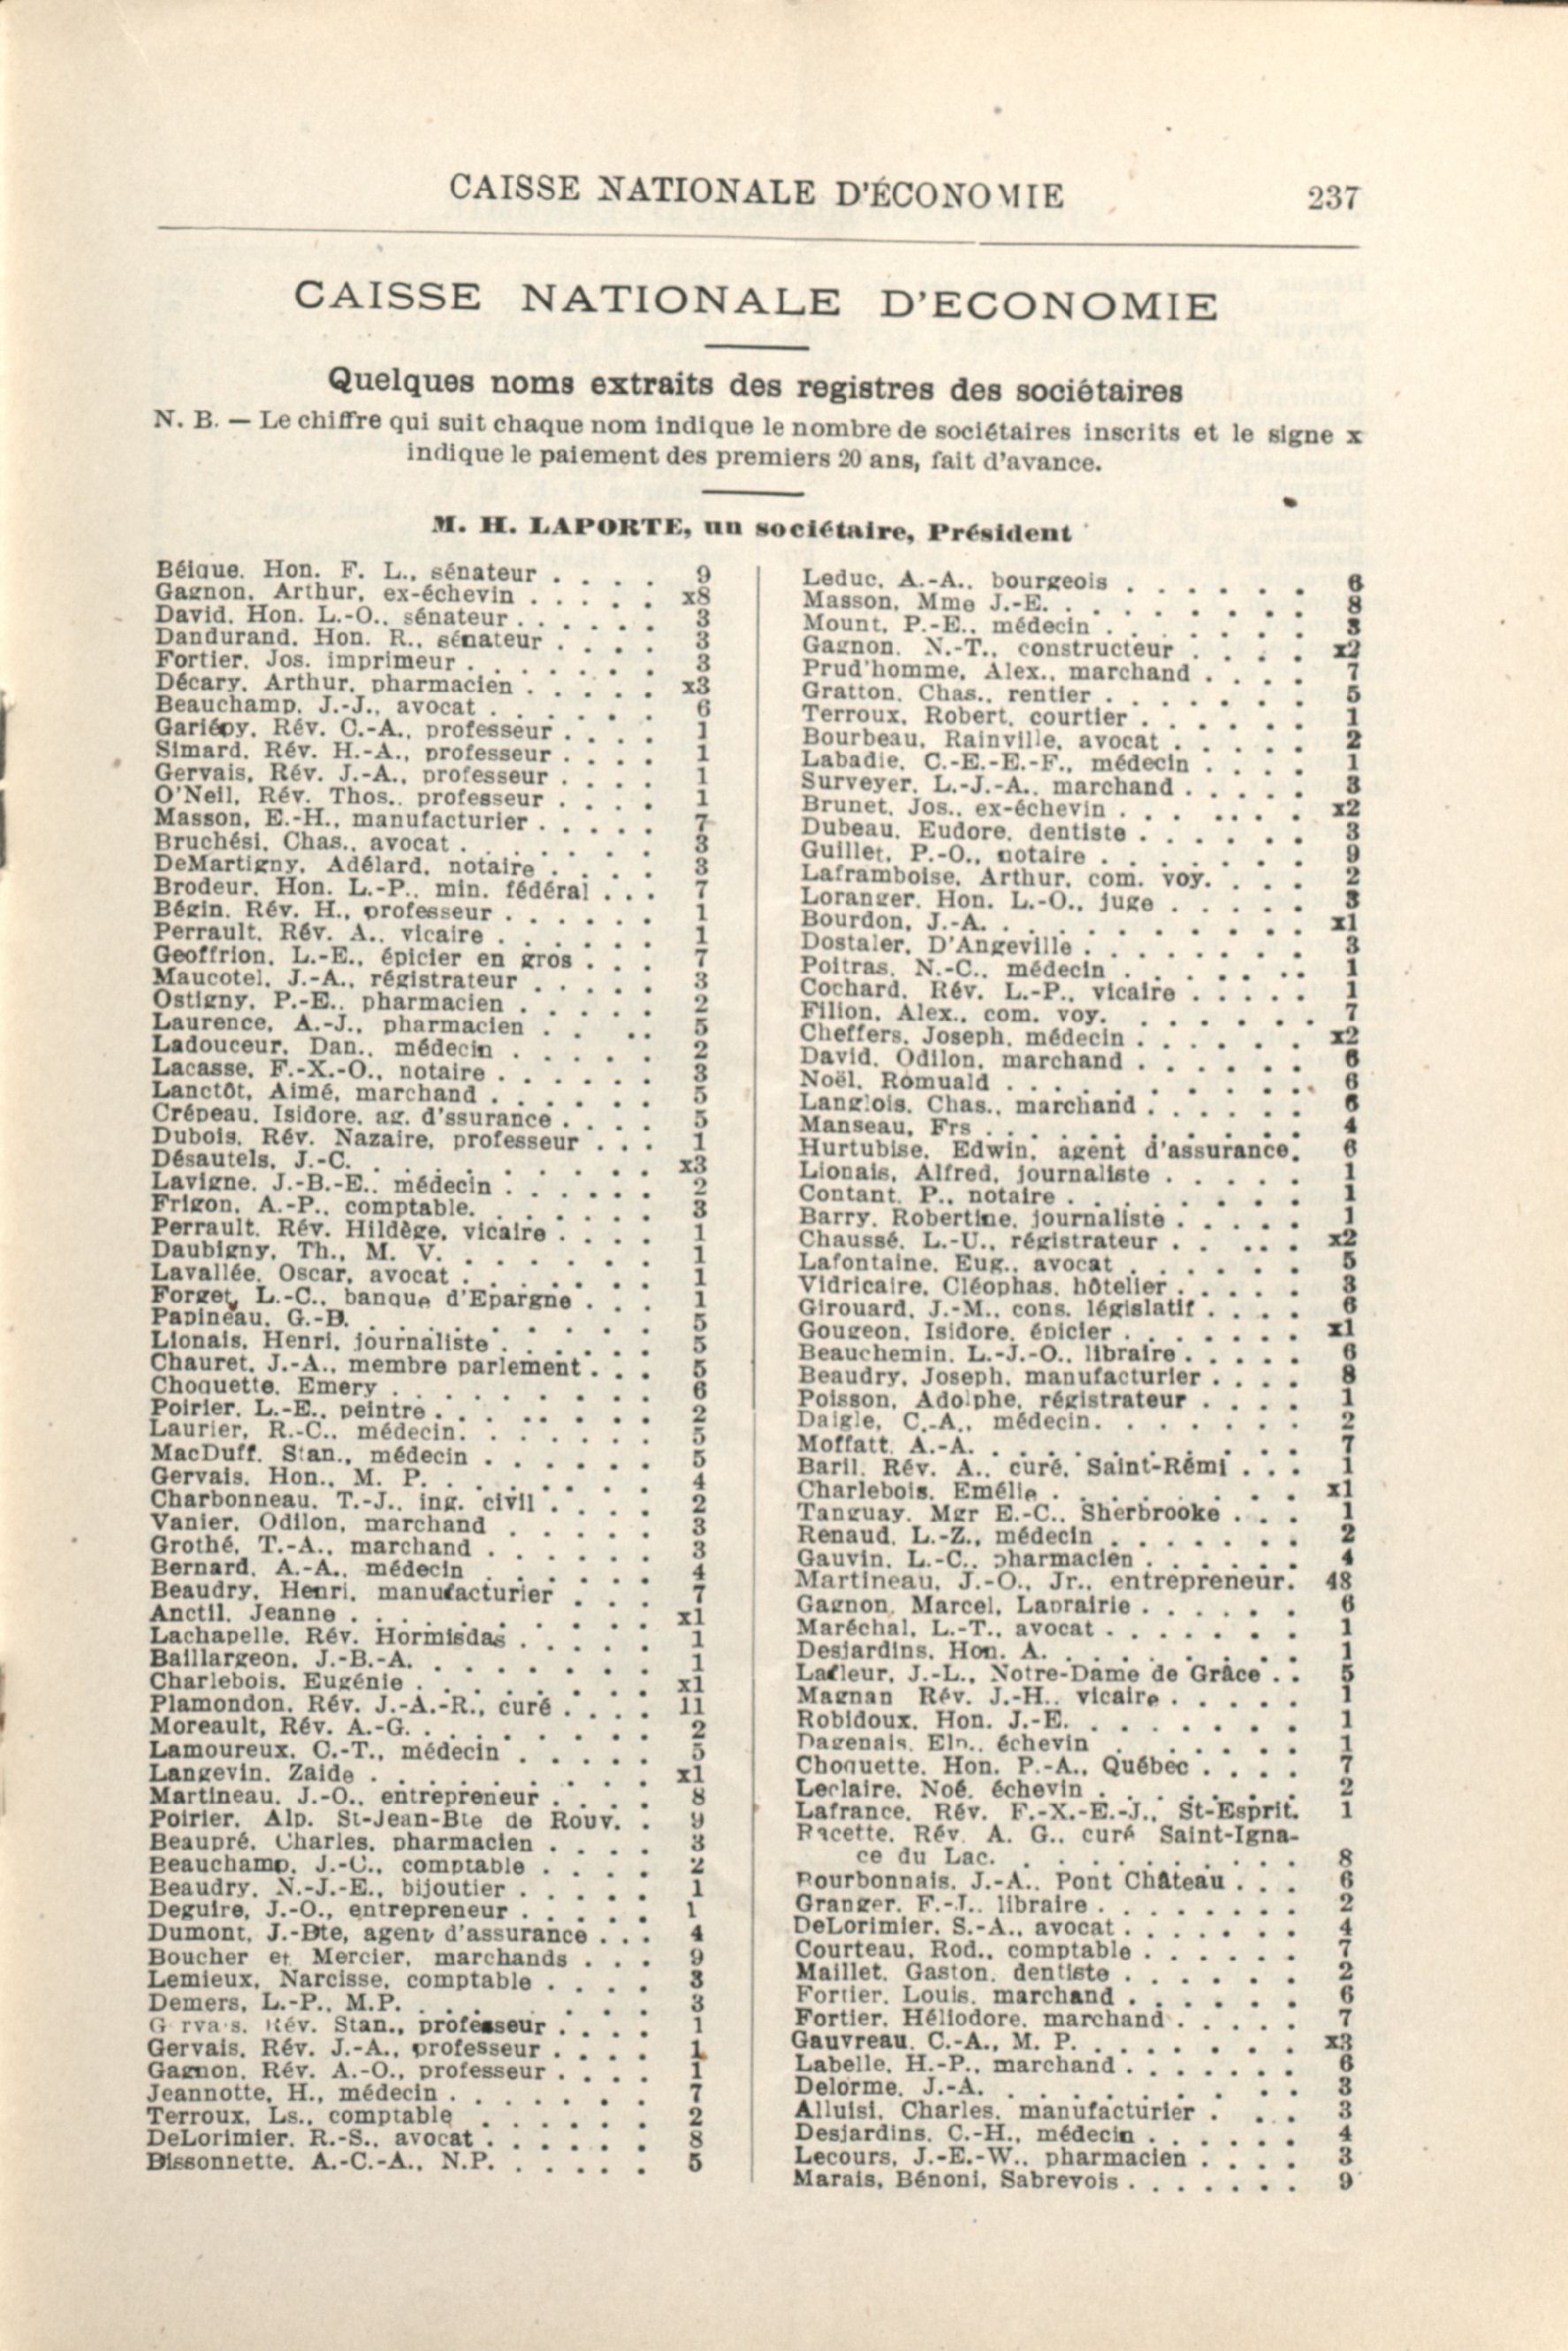 CAISSE NATIONALE D'ÉCONOMIE 237
CAISSE NATIONALE D'ECONOMIE
Quelques noms extraits des registres des sociétaires
N. B. — Le chiffre qui suit chaque nom indique le nombre de sociétaires inscrits et le signe x
indique le paiement des premiers 20 ans, fait d'avance.
M. H. LAPORTE, un sociétaire, Président
Béique. Hon. F. L., sénateur . . . . 9
Gagnon, Arthur, ex-échevin . . . . . x8
David. Hon. L.-O., sénateur . . . . . . 3
Dandurand. Hon. R., sénateur . . . . 3
Fortier, Jos. imprimeur . . . . . . . 3
Décary, Arthur, pharmacien . . . . . x3
Beauchamp, J.-J., avocat . . . . . . 6
Gariépy, Rév. C.-A., professeur . . . . 1
Simard, Rév. H.-A., professeur . . . . 1
Gervais, Rév. J.-A., professeur . . . . 1
O'Neil, Rév. Thos., professeur . . . . 1
Masson, E.-H., manufacturier . . . . . 7
Bruchési, Chas., avocat . . . . . . . 3
DeMartigny, Adélard, notaire . . . . 3
Brodeur, Hon. L.-P., min. fédéral . . . 7
Bégin, Rév. H., professeur . . . . . . 1
Perrault, Rév. A., vicaire . . . . . . 1
Geoffrion, L.-E., épicier en gros . . . 7
Maucotel, J.-A., régistrateur . . . . . 3
Ostigny, P.-E., pharmacien . . . . . 2
Laurence, A.-J., pharmacien . . . . 5
Ladouceur, Dan., médecin . . . . . 2
Lacasse, F.-X.-O., notaire . . . . . . 3
Lanctôt, Aimé, marchand . . . . . . 5
Crépeau, Isidore, ag. d'ssurance . . . . 5
Dubois, Rév. Nazaire, professeur . . . 1
Désautels, J.-C. . . . . . . . . . x3
Lavigne, J.-B.-E., médecin . . . . . . 2
Frigon, A.-P., comptable. . . . . . . 3
Perrault, Rév. Hildège, vicaire . . . . 1
Daubigny, Th., M. V. . . . . . . . 1
Lavallée, Oscar, avocat . . . . . . . 1
Forget, L.-C., banque d'Epargne . . . 1
Papineau, G.-B. . . . . . . . . . 5
Lionais, Henri, journaliste . . . . . . 5
Chauret, J.-A., membre parlement . . . 5
Choquette, Emery . . . . . . . . . 6
Poirier, L.-E., peintre . . . . . . . . 2
Laurier, R.-C., médecin. . . . . . . 5
MacDuff, Stan., médecin . . . . . . 5
Gervais, Hon., M. P. . . . . . . . 4
Charbonneau, T.-J., ing. civil . . . . 2
Vanier, Odilon, marchand . . . . . 3
Grothé, T.-A., marchand . . . . . . 3
Bernard, A.-A., médecin . . . . . . 4
Beaudry, Henri, manufacturier . . . 7
Anctil, Jeanne . . . . . . . . . . x1
Lachapelle, Rév. Hormisdas . . . . . 1
Baillargeon, J.-B.-A. . . . . . . . . 1
Charlebois, Eugénie . . . . . . . . x1
Plamondon, Rév. J.-A.-R., curé . . . . 11
Moreault, Rév. A.-G. . . . . . . . . 2
Lamoureux, C.-T., médecin . . . . . 5
Langevin, Zaide . . . . . . . . . . x1
Martineau, J.-O., entrepreneur . . . . 8
Poirier, Alp. St-Jean-Bte de Rouv. . 9
Beaupré, Charles, pharmacien . . . . 3
Beauchamp, J.-C., comptable . . . . 2
Beaudry, N.-J.-E., bijoutier . . . . . 1
Deguire, J.-O., entrepreneur . . . . . 1
Dumont, J.-Bte, agent d'assurance . . . 4
Boucher et Mercier, marchands . . . 9
Lemieux, Narcisse, comptable . . . . 3
Demers, L.-P., M.P. . . . . . . . . 3
G rva s, Rév. Stan., professeur . . . . 1
Gervais, Rév. J.-A., professeur . . . . 1
Gagnon, Rév. A.-O., professeur . . . . 1
Jeannotte, H., médecin . . . . . . . 7
Terroux, Ls., comptable . . . . . . 2
DeLorimier, R.-S., avocat . . . . . . 8
Bissonnette, A.-C.-A., N.P. . . . . . 5
Leduc, A.-A., bourgeois . . . . . . 6
Masson, Mme J.-E. . . . . . . . . 8
Mount, P.-E., médecin . . . . . . . 3
Gagnon, N.-T., constructeur . . . . x2
Prud'homme, Alex., marchand . . . . 7
Gratton, Chas., rentier . . . . . . . 5
Terroux, Robert, courtier . . . . . . 1
Bourbeau, Rainville, avocat . . . . . 2
Labadie, C.-E.-E.-F., médecin . . . . 1
Surveyer, L.-J.-A., marchand . . . . . 3
Brunet, Jos., ex-échevin . . . . . . . x2
Dubeau, Eudore, dentiste . . . . . . 3
Guillet, P.-O., notaire . . . . . . . 9
Laframboise, Arthur, com. voy. . . . 2
Loranger, Hon. L.-O., juge . . . . . 3
Bourdon, J.-A. . . . . . . . . . . x1
Dostaler, D'Angeville . . . . . . . . 3
Poitras, N.-C., médecin . . . . . . . 1
Cochard, Rév. L.-P., vicaire . . . . . 1
Filion, Alex., com. voy. . . . . . . 7
Cheffers, Joseph, médecin . . . . . . x2
David, Odilon, marchand . . . . . . 6
Noël, Romuald . . . . . . . . . . 6
Langlois, Chas., marchand . . . . . . 6
Manseau, Frs . . . . . . . . . . . 4
Hurtubise, Edwin, agent d'assurance. 6
Lionais, Alfred, journaliste . . . . . 1
Contant, P., notaire . . . . . . . . 1
Barry, Robertine, journaliste . . . . . 1
Chaussé, L.-U., régistrateur . . . . . x2
Lafontaine, Eug., avocat . . . . . . 5
Vidricaire, Cléophas, hôtelier . . . . . 3
Girouard, J.-M., cons. législatif . . . . 6
Gougeon, Isidore, épicier . . . . . . . x1
Beauchemin, L.-J.-O., libraire . . . . . 6
Beaudry, Joseph, manufacturier . . . . 8
Poisson, Adolphe, régistrateur . . . . 1
Daigle, C.-A., médecin. . . . . . . . 2
Moffatt, A.-A. . . . . . . . . . . 7
Baril, Rév. A., curé, Saint-Rémi . . . 1
Charlebois, Emélie . . . . . . . . . x1
Tanguay, Mgr E.-C., Sherbrooke . . . 1
Renaud, L.-Z., médecin . . . . . . . 2
Gauvin, L.-C., pharmacien . . . . . . 4
Martineau, J.-O., Jr., entrepreneur. 48
Gagnon, Marcel, Laprairie . . . . . . 6
Maréchal, L.-T., avocat . . . . . . . 1
Desjardins, Hon. A. . . . . . . . . 1
Lafleur, J.-L., Notre-Dame de Grâce . . 5
Magnan Rév. J.-H., vicaire . . . . . 1
Robidoux, Hon. J.-E. . . . . . . . 1
Dagenais, Elp., échevin . . . . . . 1
Choquette, Hon. P.-A., Québec . . . . 7
Leclaire, Noé, échevin . . . . . . . 2
Lafrance, Rév. F.-X.-E.-J., St-Esprit. 1
Racette, Rév. A. G., curé Saint-Igna-
ce du Lac. . . . . . . . . . 8
Bourbonnais, J.-A., Pont Château . . . 6
Granger, F.-J., libraire . . . . . . . . 2
DeLorimier, S.-A., avocat . . . . . . . 4
Courteau, Rod., comptable . . . . . . 7
Maillet, Gaston, dentiste . . . . . . 2
Fortier, Louis, marchand . . . . . . 6
Fortier, Héliodore, marchand . . . . . 7
Gauvreau, C.-A., M. P. . . . . . . . x3
Labelle, H.-P., marchand . . . . . . . 6
Delorme, J.-A. . . . . . . . . . . 3
Alluisi, Charles, manufacturier . . . . 3
Desjardins, C.-H., médecin . . . . . . 4
Lecours, J.-E.-W., pharmacien . . . . 3
Marais, Bénoni, Sabrevois . . . . . . . 9